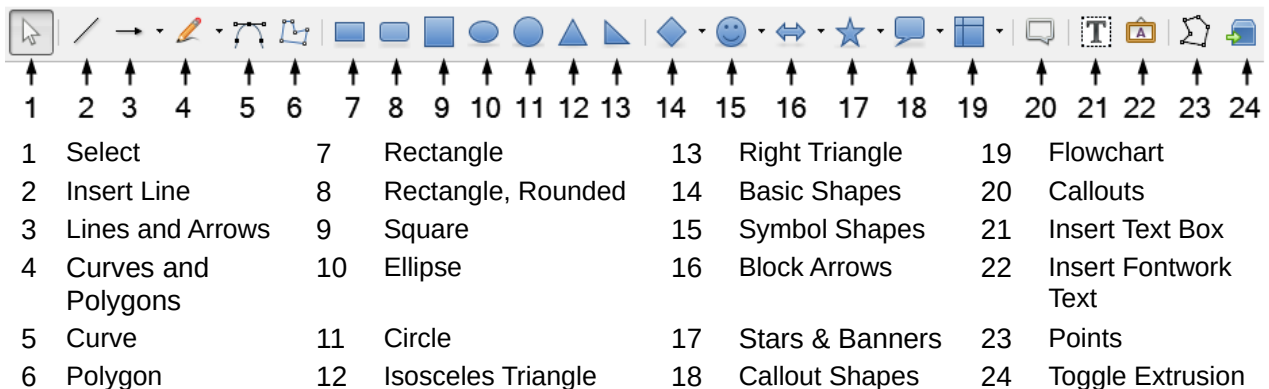 T A
1 2 3 4 5 6 7 8 9 10 11 12 13 14 15 16 17 18 19 20 21 22 23 24
1 Select 7 Rectangle 13 Right Triangle 19 Flowchart
2 Insert Line 8 Rectangle, Rounded 14 Basic Shapes 20 Callouts
3 Lines and Arrows 9 Square 15 Symbol Shapes 21 Insert Text Box
4 Curves and 10 Ellipse 16 Block Arrows 22 Insert Fontwork
Polygons Text
5 Curve 11 Circle 17 Stars & Banners 23 Points
6 Polygon 12 Isosceles Triangle 18 Callout Shapes 24 Toggle Extrusion